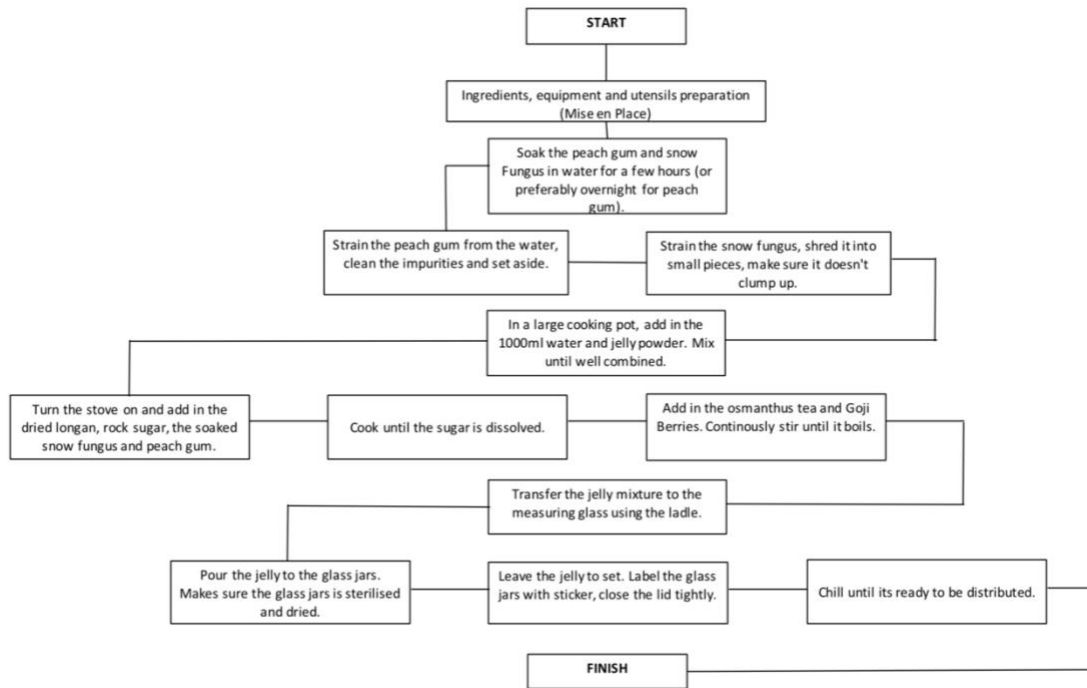 START
Ingredients, equipment and utensils preparation
(Mise en Place)
Soak the peach gum and snow
Fungus in water for a few hours (or
preferably overnight for peach
gum).
Strain the peach gum from the water,
clean the impurities and set aside.
Strain the snow fungus, shred it into
small pieces, make sure it doesn't
clump up.
In a large cooking pot, add in the
1000ml water and jelly powder. Mix
until well combined.
Turn the stove on and add in the
dried longan, rock sugar, the soaked
snow fungus and peach gum.
Cook until the sugar is dissolved.
Add in the osmanthus tea and Goji
Berries. Continously stir until it boils.
Transfer the jelly mixture to the
measuring glass using the ladle.
Pour the jelly to the glass jars.
Makes sure the glass jars is sterilised
and dried.
Leave the jelly to set. Label the glass
jars with sticker, close the lid tightly.
Chill until its ready to be distributed.
FINISH